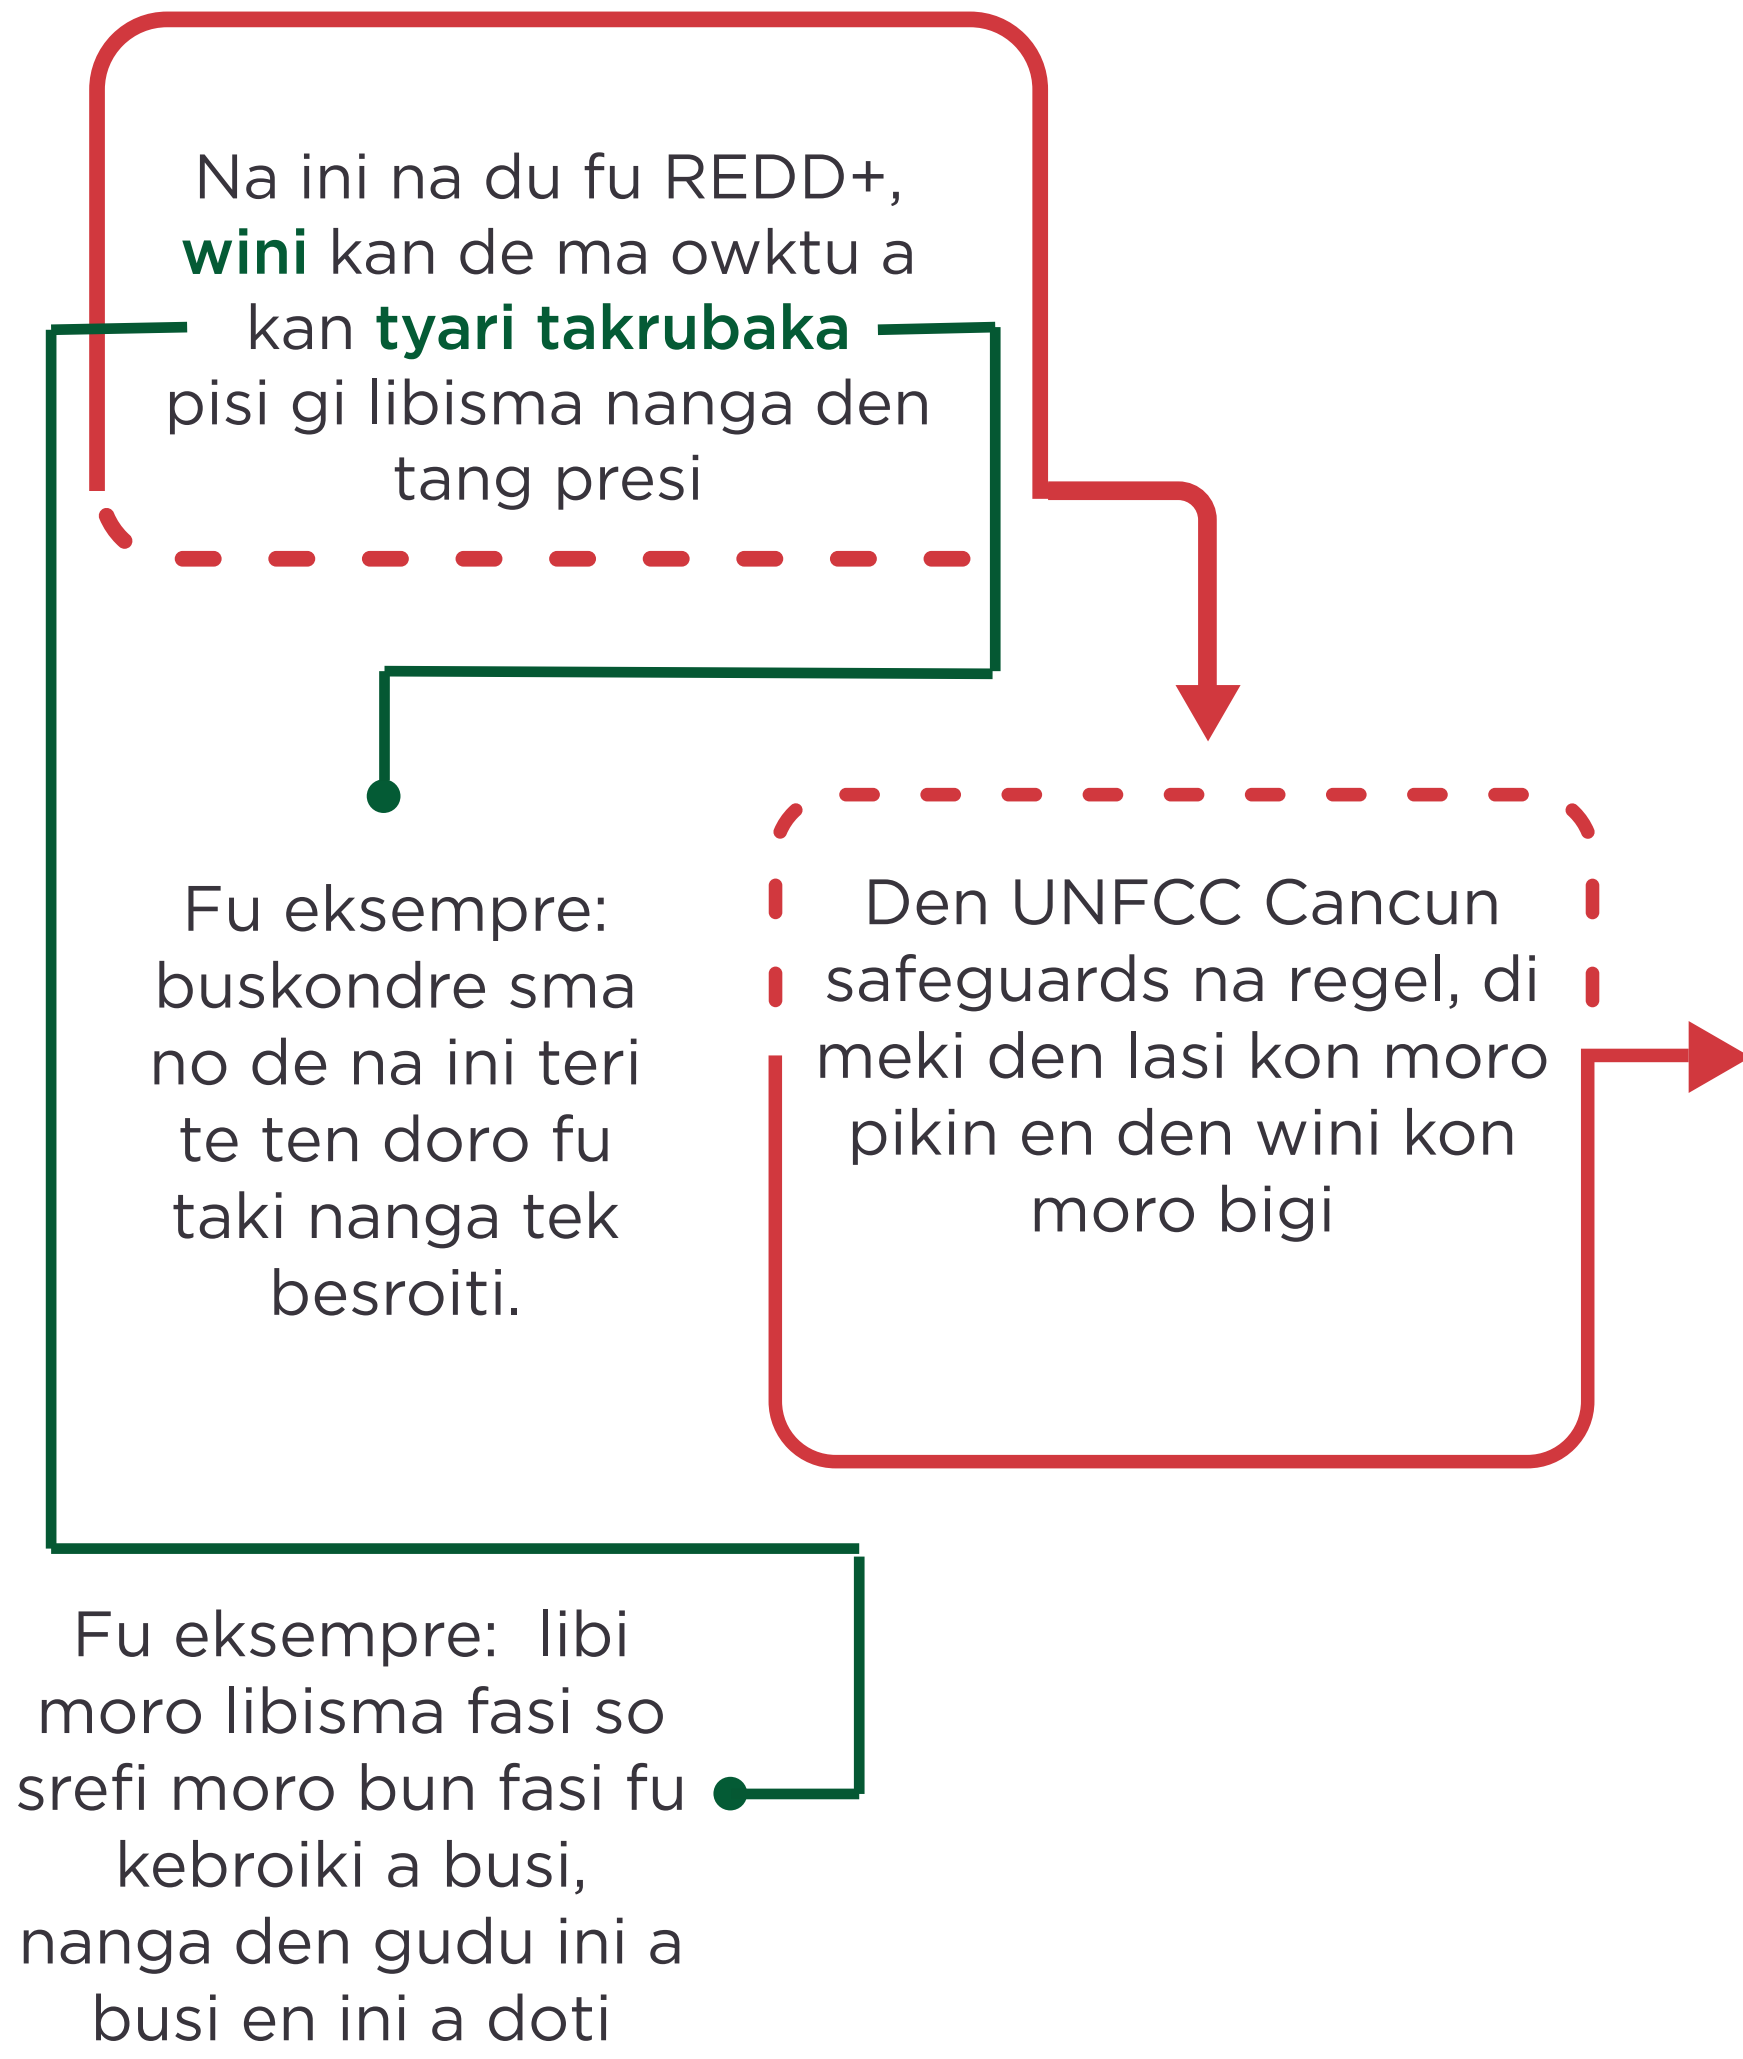 Na ini na du fu REDD+,
wini kan de ma owktu a
kan tyari takrubaka
pisi gi libisma nanga den
tang presi
Fu eksempre:
buskondre sma
no de na ini teri
te ten doro fu
taki nanga tek
besroiti.
Den UNFCC Cancun
safeguards na regel, di
meki den lasi kon moro
pikin en den wini kon
moro bigi
Fu eksempre:  libi
moro libisma fasi so
srefi moro bun fasi fu
kebroiki a busi,
nanga den gudu ini a
busi en ini a doti